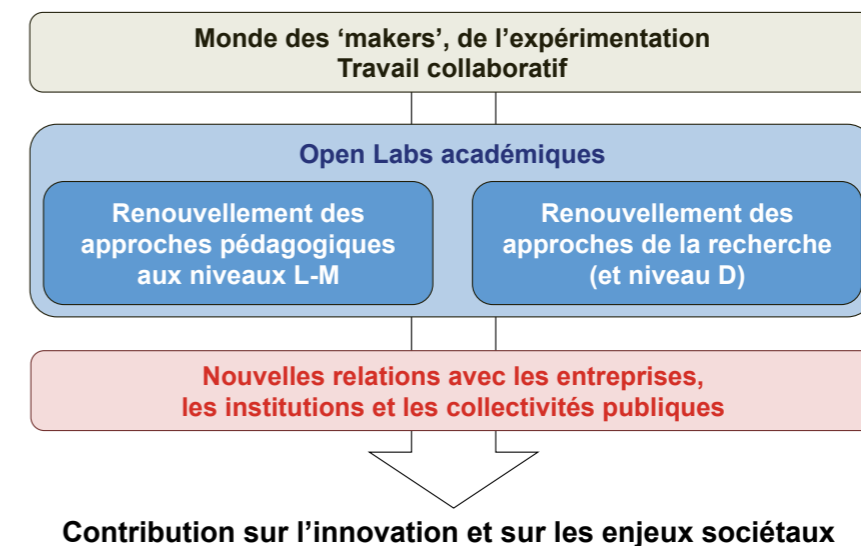 Monde des ‘makers’, de l’expérimentation
Travail collaboratif
Open Labs académiques
Renouvellement des
approches pédagogiques
aux niveaux L-M
Renouvellement des
approches de la recherche
(et niveau D)
Nouvelles relations avec les entreprises,
les institutions et les collectivités publiques
Contribution sur l’innovation et sur les enjeux sociétaux